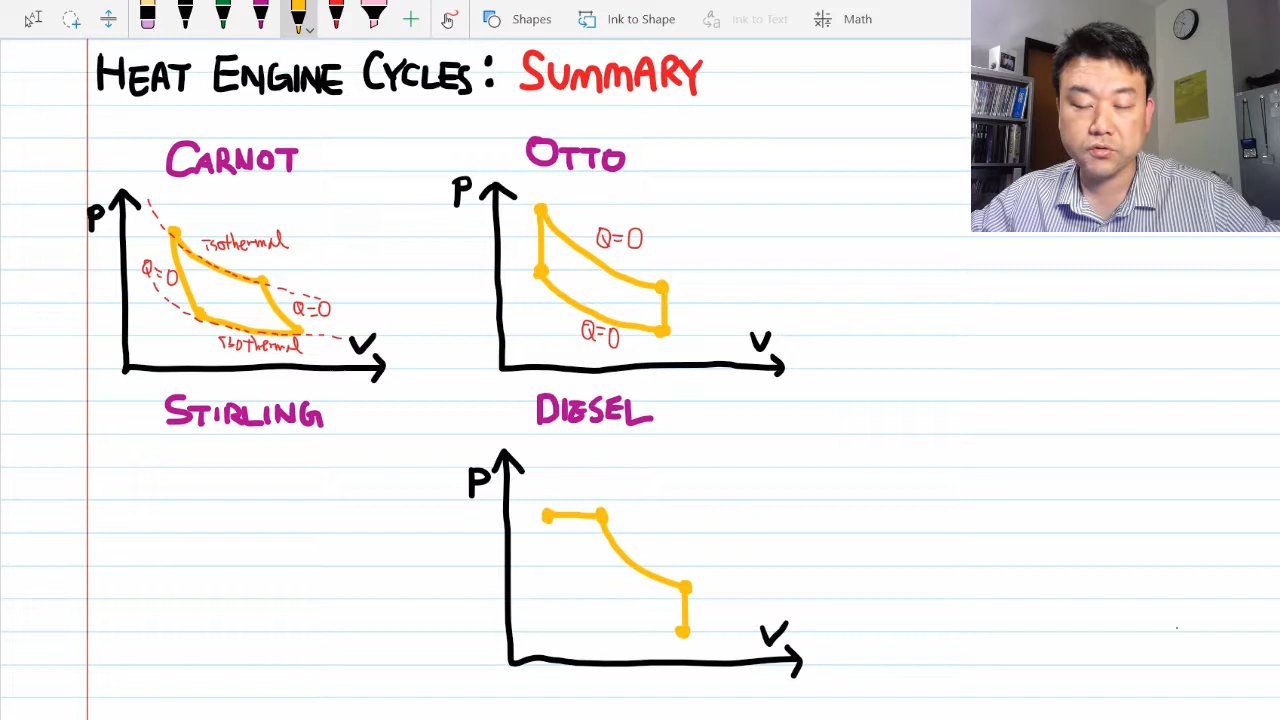 Shapes
Ink to Shape
Ink to Text
Math
HEAT ENGINE CYCLES: SUMMARY
CARNOT
P
isothermal
Q=0
Q=0
isothermal
V
OTTO
P
Q=0
Q=0
V
STIRLING
DIESEL
P
V